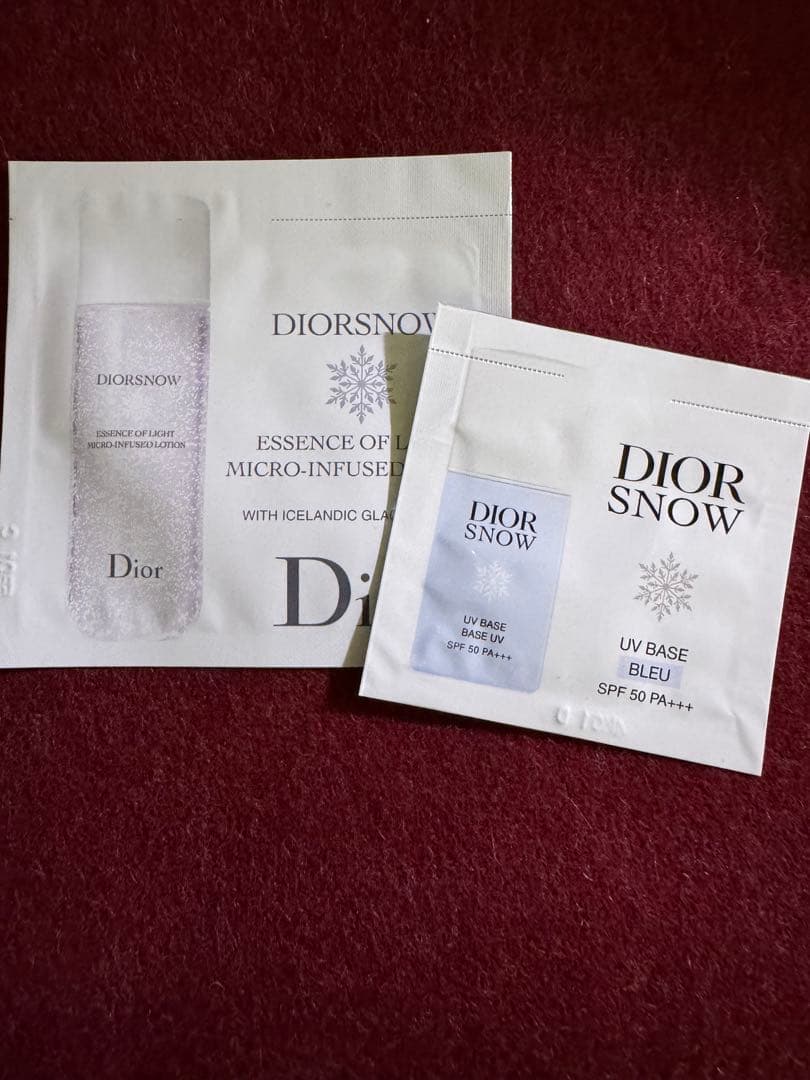 DIORSNOW
ESSENCE OF LIGHT
MICRO-INFUSED LOTION
Dior
DIORSNOW
ESSENCE OF L
MICRO-INFUSED
WITH ICELANDIC GLAC
Di
DIOR
SNOW
UV BASE
BASE UV
SPF 50 PA+++
DIOR
SNOW
UV BASE
BLEU
SPF 50 PA+++